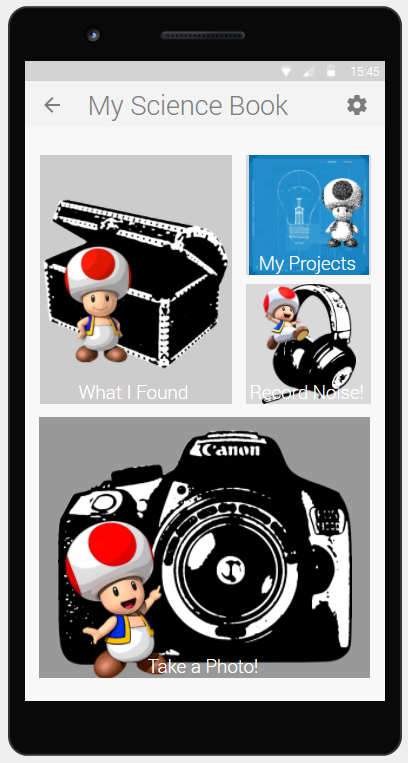 15:45
My Science Book
My Projects
What I Found
Record Noise!
Canon
Take a Photo!